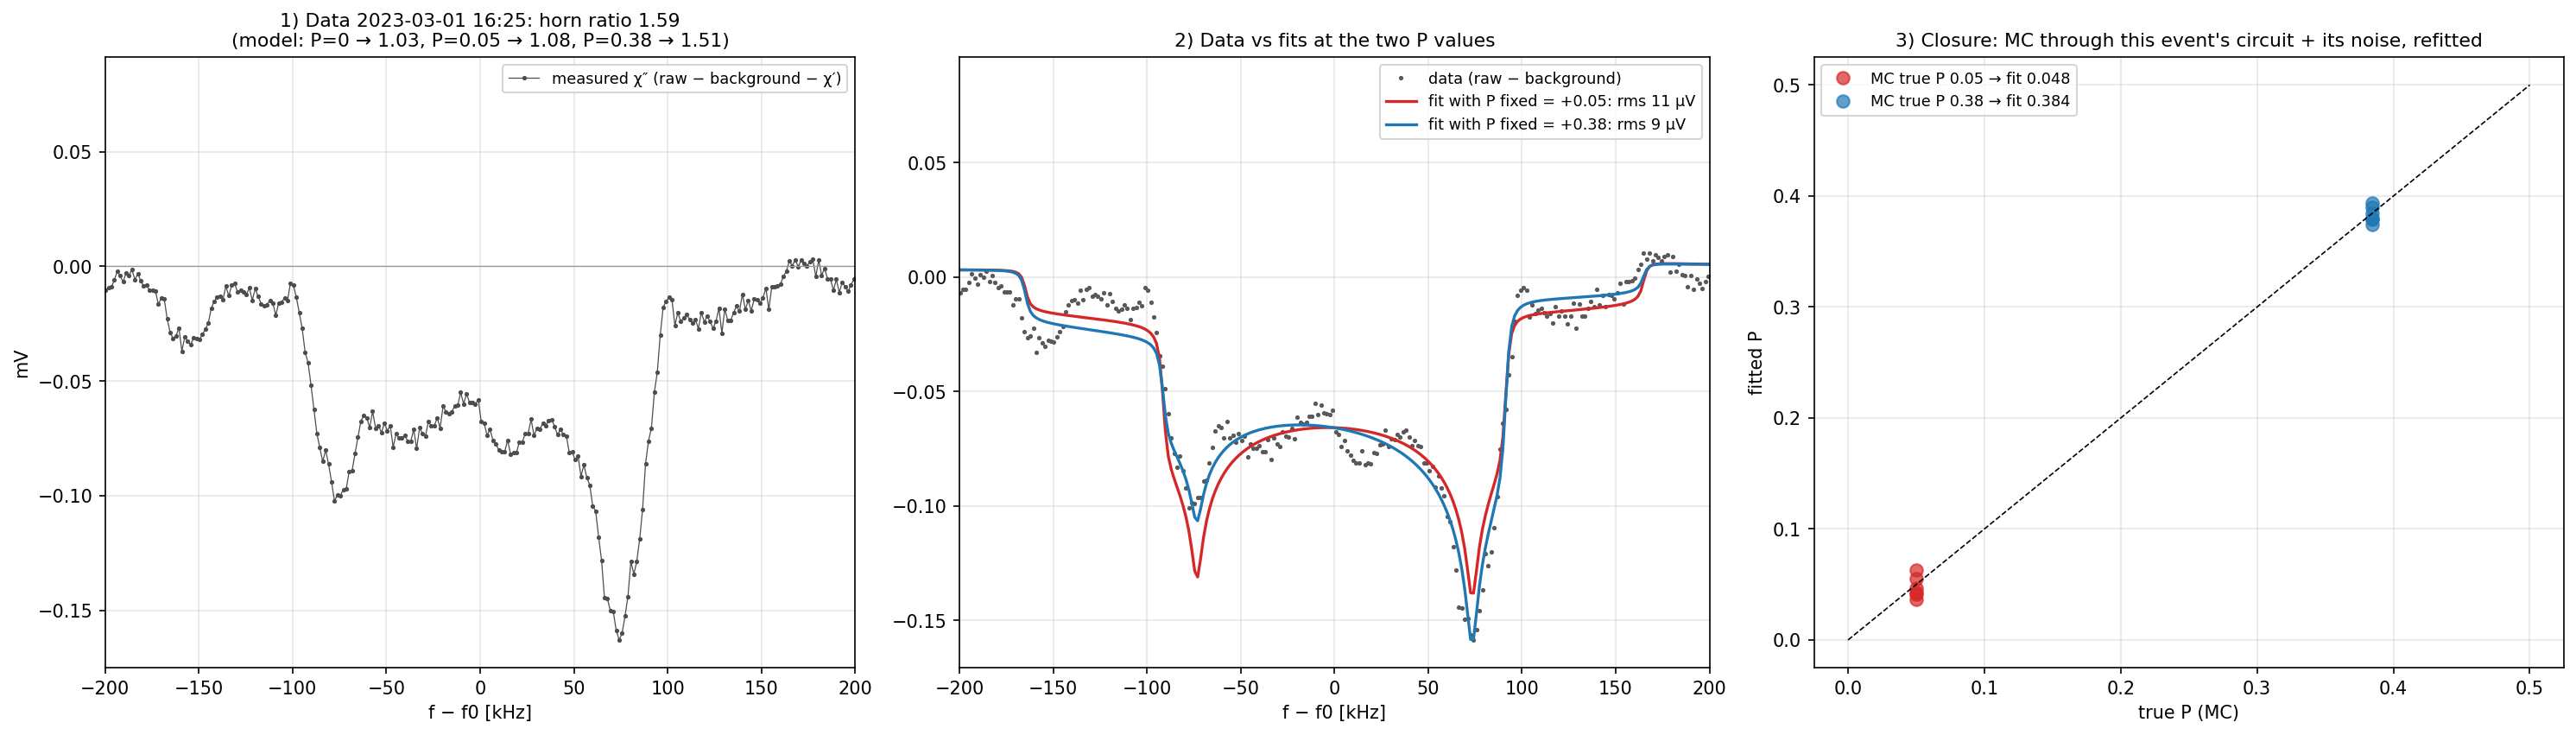 1) Data 2023-03-01 16:25: horn ratio 1.59
(model: P=0 → 1.03, P=0.05 → 1.08, P=0.38 → 1.51)
measured χ″ (raw − background − χ′)
0.05
0.00
−0.05
−0.10
−0.15
mV
−200 −150 −100 −50 0 50 100 150 200
f − f0 [kHz]
2) Data vs fits at the two P values
data (raw − background)
fit with P fixed = +0.05: rms 11 μV
fit with P fixed = +0.38: rms 9 μV
0.05
0.00
−0.05
−0.10
−0.15
−200 −150 −100 −50 0 50 100 150 200
f − f0 [kHz]
3) Closure: MC through this event's circuit + its noise, refitted
MC true P 0.05 → fit 0.048
MC true P 0.38 → fit 0.384
0.5
0.4
0.3
0.2
0.1
0.0
fitted P
0.0 0.1 0.2 0.3 0.4 0.5
true P (MC)